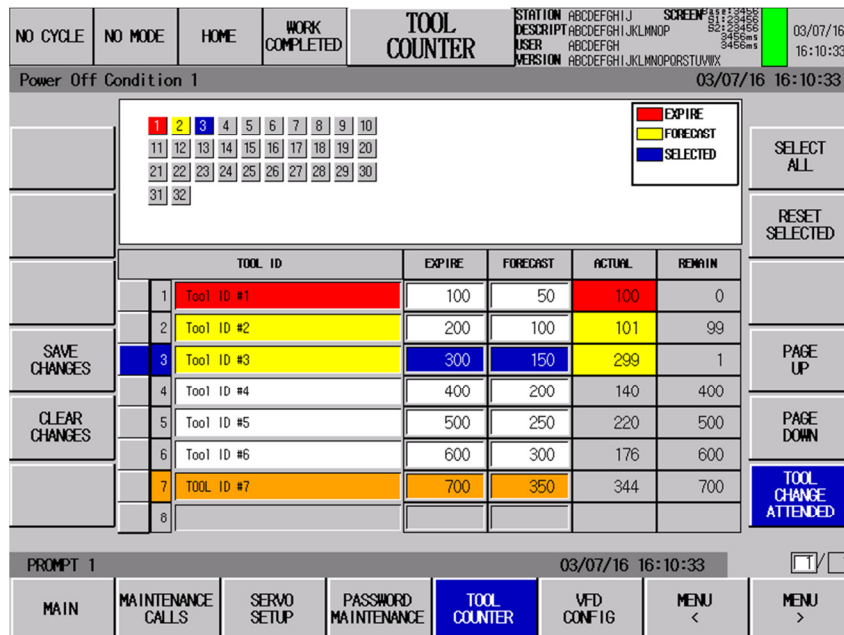 NO CYCLE NO MODE HOME WORK COMPLETED TOOL COUNTER
STATION ABCDEFGHIJ SCREEN
DESCRIPT ABCDEFGHIJKLMNOP
USER ABCDEFGH
VERSION ABCDEFGHIJKLMNOPQRSTUVWX
03/07/16
16:10:33
Power Off Condition 1 03/07/16 16:10:33
1 2 3 4 5 6 7 8 9 10
11 12 13 14 15 16 17 18 19 20
21 22 23 24 25 26 27 28 29 30
31 32
EXPIRE
FORECAST
SELECTED
SELECT ALL
RESET SELECTED
TOOL ID EXPIRE FORECAST ACTUAL REMAIN
1 Tool ID #1 100 50 100 0
2 Tool ID #2 200 100 101 99
3 Tool ID #3 300 150 299 1
4 Tool ID #4 400 200 140 400
5 Tool ID #5 500 250 220 500
6 Tool ID #6 600 300 176 600
7 TOOL ID #7 700 350 344 700
8
SAVE CHANGES
CLEAR CHANGES
PAGE UP
PAGE DOWN
TOOL CHANGE ATTENDED
PROMPT 1 03/07/16 16:10:33 1/
MAIN MAINTENANCE CALLS SERVO SETUP PASSWORD MAINTENANCE TOOL COUNTER VFD CONFIG MENU < MENU >